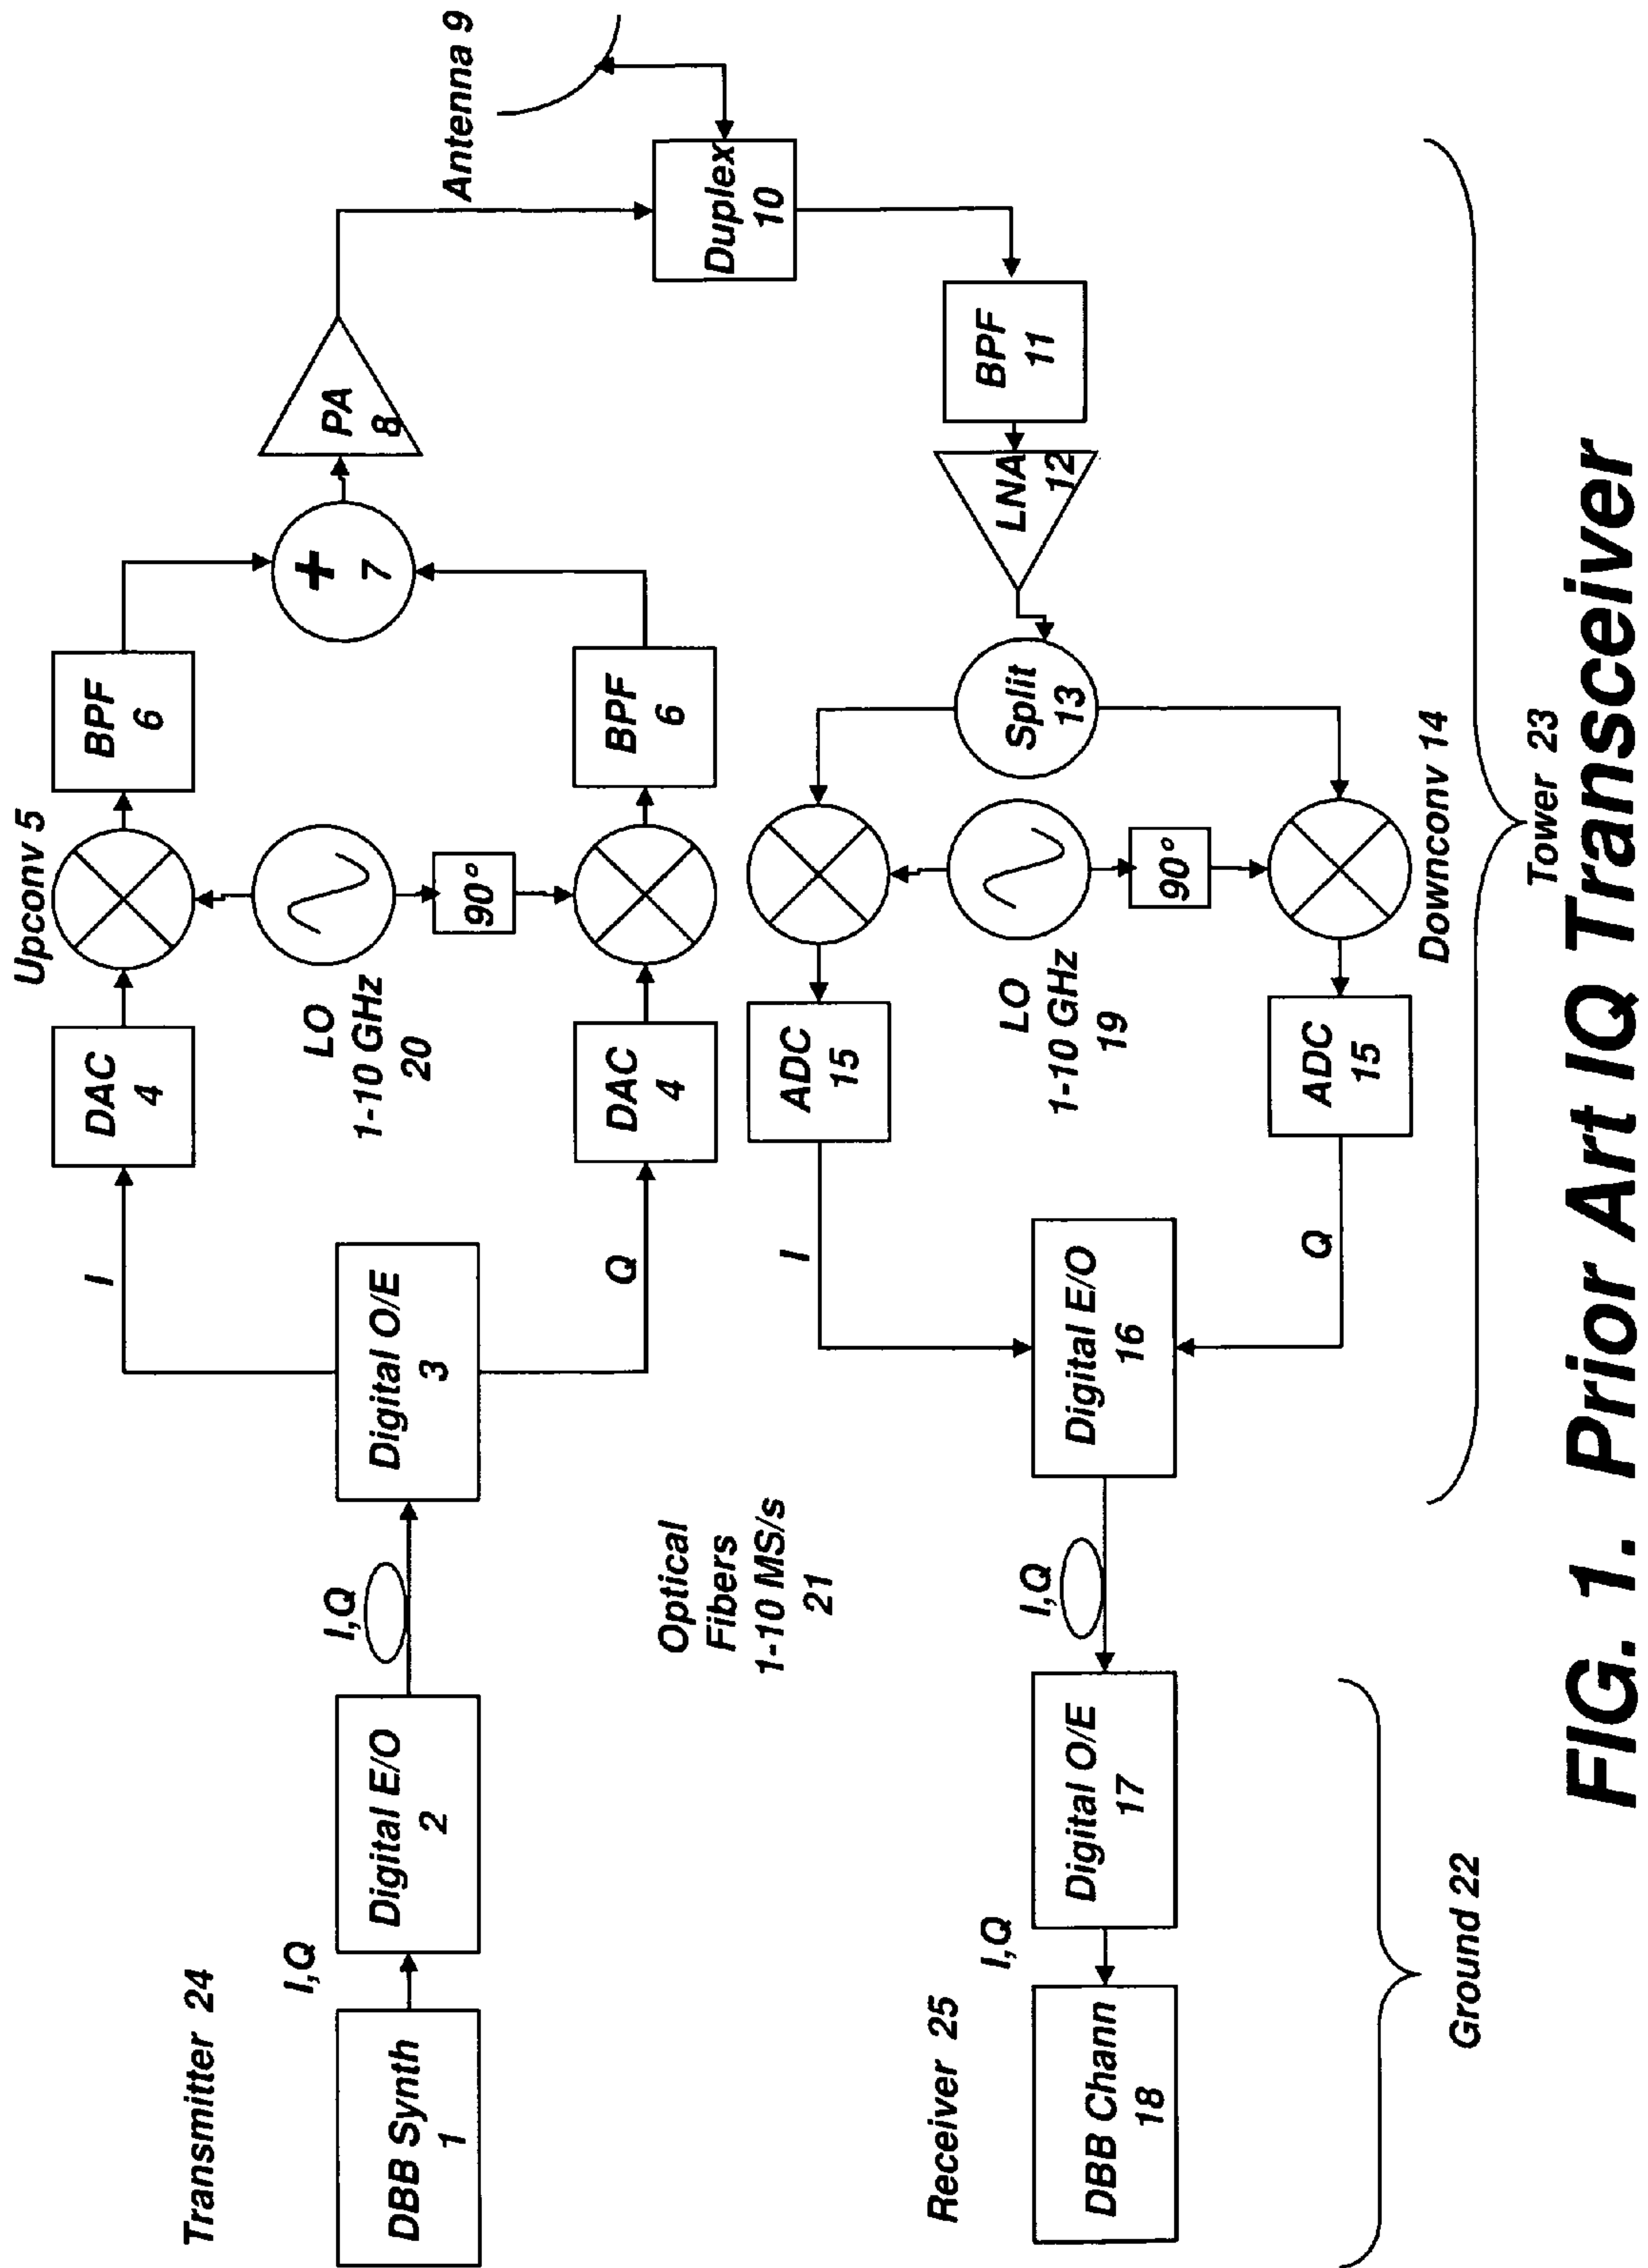 Transmitter 24
DBB Synth
1
I,Q
Digital E/O
2
I,Q
Digital O/E
3
I
Q
DAC
4
DAC
4
Upconv 5
LO
1-10 GHz
20
90°
BPF
6
BPF
6
+
7
PA
8
Antenna 9
Duplex
10
BPF
11
LNA
12
Split
13
LO
1-10 GHz
19
90°
Downconv 14
ADC
15
ADC
15
I
Q
Digital E/O
16
Optical
Fibers
1-10 MS/s
21
I,Q
Digital O/E
17
I,Q
DBB Chann
18
Receiver 25
Ground 22
Tower 23
FIG. 1. Prior Art IQ Transceiver